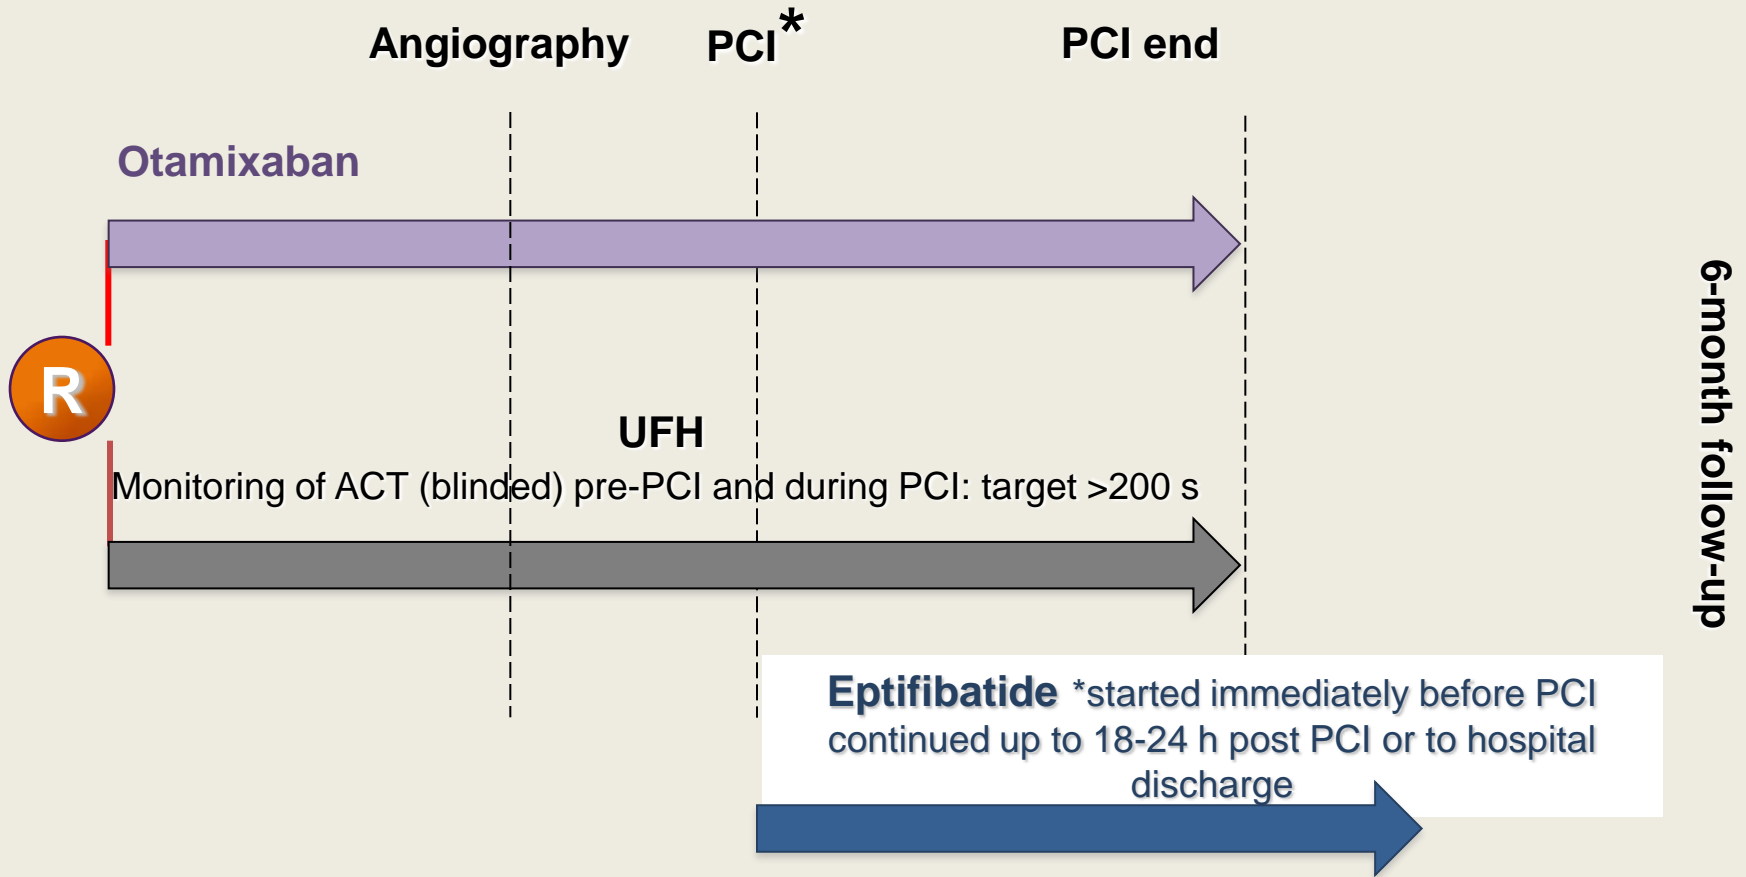 Angiography
PCI*
PCI end
Otamixaban
R
UFH
Monitoring of ACT (blinded) pre-PCI and during PCI: target >200 s
Eptifibatide *started immediately before PCI
continued up to 18-24 h post PCI or to hospital
discharge
6-month follow-up